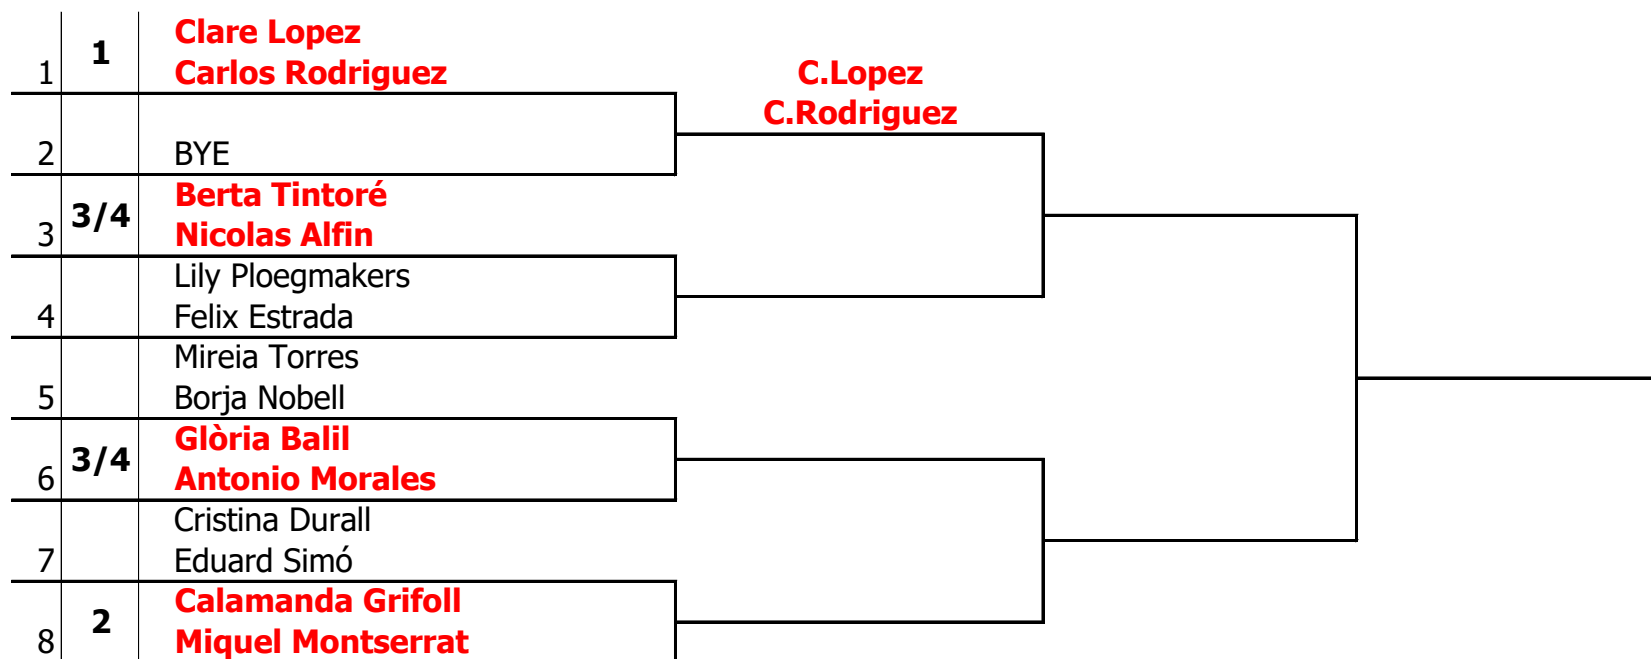 1 1 Clare Lopez
Carlos Rodriguez
C.Lopez
C.Rodriguez
2 BYE
3 3/4 Berta Tintoré
Nicolas Alfin
4 Lily Ploegmakers
Felix Estrada
5 Mireia Torres
Borja Nobell
6 3/4 Glòria Balil
Antonio Morales
7 Cristina Durall
Eduard Simó
8 2 Calamanda Grifoll
Miquel Montserrat